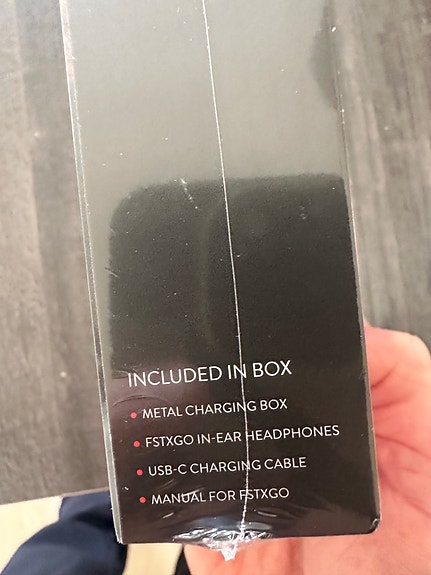 INCLUDED IN BOX
METAL CHARGING BOX
FSTXGO IN-EAR HEADPHONES
USB-C CHARGING CABLE
MANUAL FOR FSTXGO